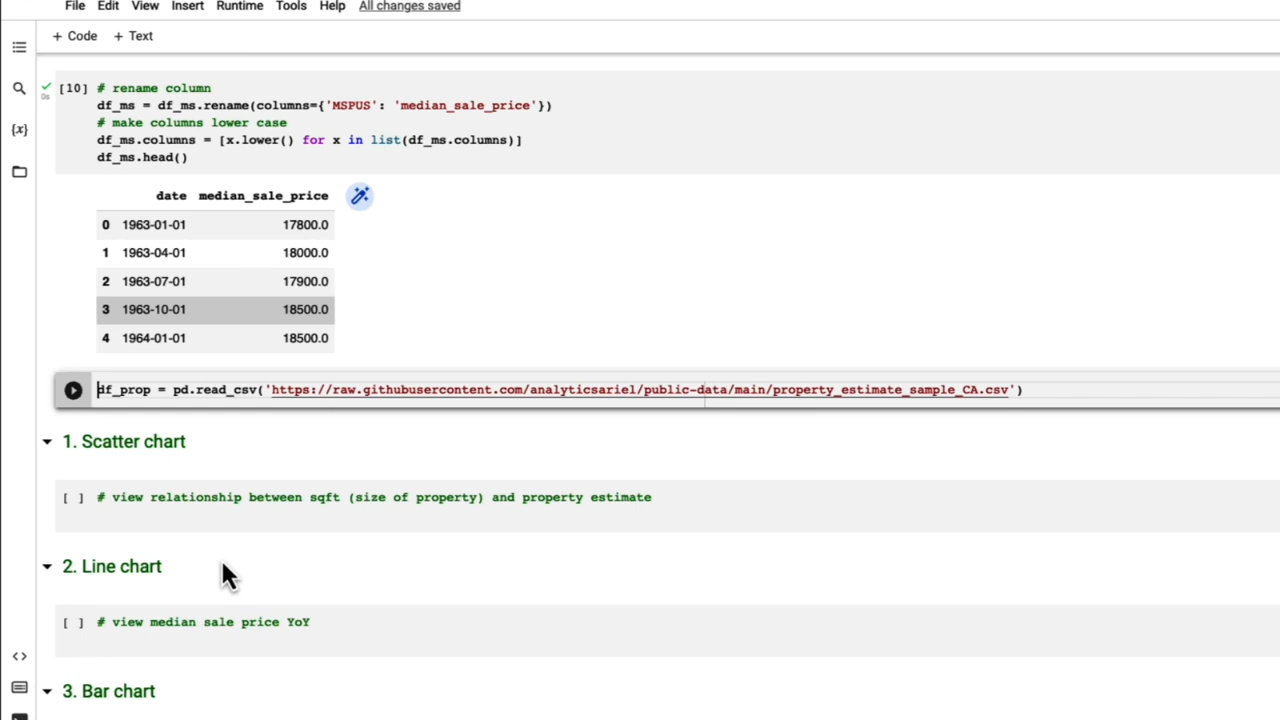 File Edit View Insert Runtime Tools Help All changes saved
+ Code + Text
[10] # rename column
df_ms = df_ms.rename(columns={'MSPUS': 'median_sale_price'})
# make columns lower case
df_ms.columns = [x.lower() for x in list(df_ms.columns)]
df_ms.head()
0s
{x}
date median_sale_price
0 1963-01-01 17800.0
1 1963-04-01 18000.0
2 1963-07-01 17900.0
3 1963-10-01 18500.0
4 1964-01-01 18500.0
df_prop = pd.read_csv('https://raw.githubusercontent.com/analyticsariel/public-data/main/property_estimate_sample_CA.csv')
1. Scatter chart
[ ] # view relationship between sqft (size of property) and property estimate
2. Line chart
[ ] # view median sale price YoY
<>
3. Bar chart